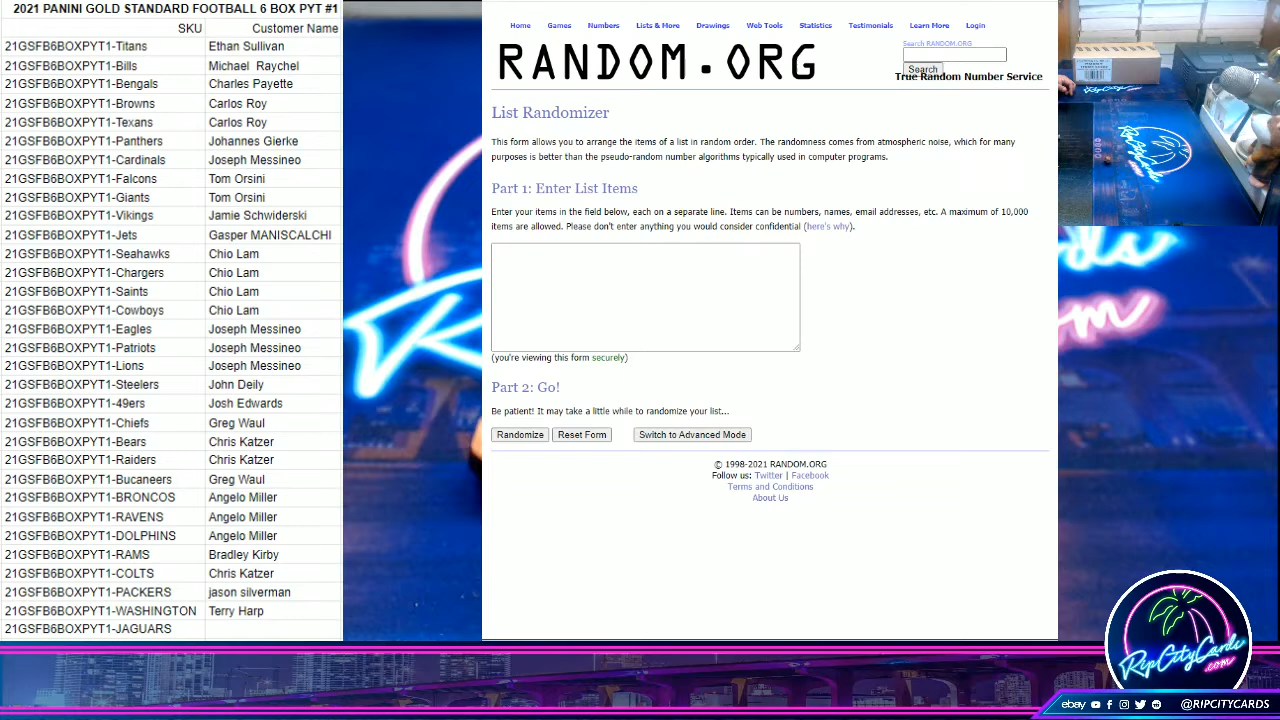 2021 PANINI GOLD STANDARD FOOTBALL 6 BOX PYT #1
SKU Customer Name
21GSFB6BOXPYT1-Titans Ethan Sullivan
21GSFB6BOXPYT1-Bills Michael Raychel
21GSFB6BOXPYT1-Bengals Charles Payette
21GSFB6BOXPYT1-Browns Carlos Roy
21GSFB6BOXPYT1-Texans Carlos Roy
21GSFB6BOXPYT1-Panthers Johannes Gierke
21GSFB6BOXPYT1-Cardinals Joseph Messineo
21GSFB6BOXPYT1-Falcons Tom Orsini
21GSFB6BOXPYT1-Giants Tom Orsini
21GSFB6BOXPYT1-Vikings Jamie Schwiderski
21GSFB6BOXPYT1-Jets Gasper MANISCALCHI
21GSFB6BOXPYT1-Seahawks Chio Lam
21GSFB6BOXPYT1-Chargers Chio Lam
21GSFB6BOXPYT1-Saints Chio Lam
21GSFB6BOXPYT1-Cowboys Chio Lam
21GSFB6BOXPYT1-Eagles Joseph Messineo
21GSFB6BOXPYT1-Patriots Joseph Messineo
21GSFB6BOXPYT1-Lions Joseph Messineo
21GSFB6BOXPYT1-Steelers John Deily
21GSFB6BOXPYT1-49ers Josh Edwards
21GSFB6BOXPYT1-Chiefs Greg Waul
21GSFB6BOXPYT1-Bears Chris Katzer
21GSFB6BOXPYT1-Raiders Chris Katzer
21GSFB6BOXPYT1-Bucaneers Greg Waul
21GSFB6BOXPYT1-BRONCOS Angelo Miller
21GSFB6BOXPYT1-RAVENS Angelo Miller
21GSFB6BOXPYT1-DOLPHINS Angelo Miller
21GSFB6BOXPYT1-RAMS Bradley Kirby
21GSFB6BOXPYT1-COLTS Chris Katzer
21GSFB6BOXPYT1-PACKERS jason silverman
21GSFB6BOXPYT1-WASHINGTON Terry Harp
21GSFB6BOXPYT1-JAGUARS
Home Games Numbers Lists & More Drawings Web Tools Statistics Testimonials Learn More Login
RANDOM.ORG
Search RANDOM.ORG
Search
True Random Number Service
List Randomizer
This form allows you to arrange the items of a list in random order. The randomness comes from atmospheric noise, which for many
purposes is better than the pseudo-random number algorithms typically used in computer programs.
Part 1: Enter List Items
Enter your items in the field below, each on a separate line. Items can be numbers, names, email addresses, etc. A maximum of 10,000
items are allowed. Please don't enter anything you would consider confidential (here's why).
(you're viewing this form securely)
Part 2: Go!
Be patient! It may take a little while to randomize your list...
Randomize Reset Form Switch to Advanced Mode
© 1998-2021 RANDOM.ORG
Follow us: Twitter | Facebook
Terms and Conditions
About Us
RipCityCards
.com
ebay @RIPCITYCARDS